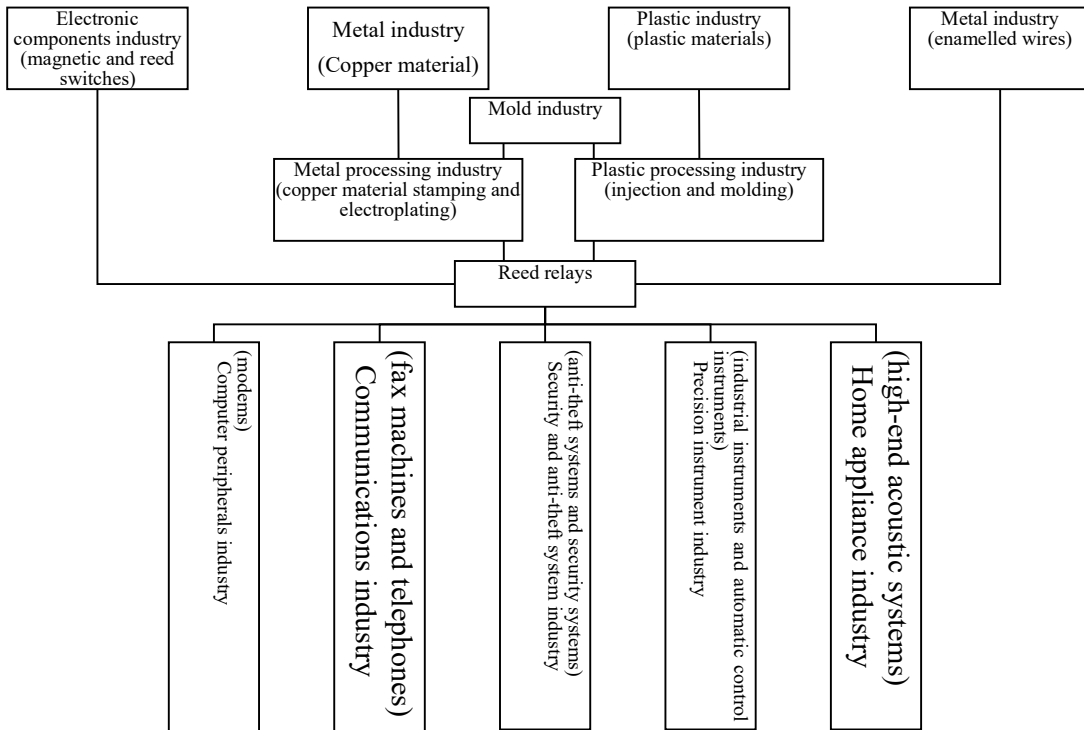 Electronic
components industry
(magnetic and reed
switches)
Metal industry
(Copper material)
Plastic industry
(plastic materials)
Metal industry
(enamelled wires)
Mold industry
Metal processing industry
(copper material stamping and
electroplating)
Plastic processing industry
(injection and molding)
Reed relays
(modems)
Computer peripherals industry
(fax machines and telephones)
Communications industry
(anti-theft systems and security systems)
Security and anti-theft system industry
(industrial instruments and automatic control
instruments)
Precision instrument industry
(high-end acoustic systems)
Home appliance industry